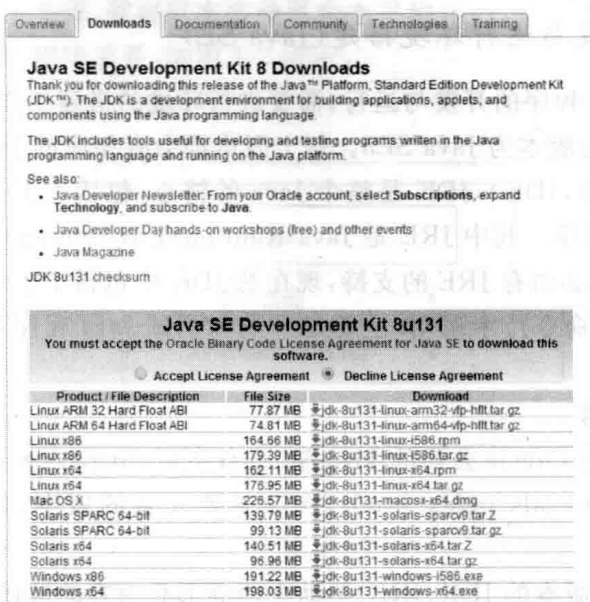 Overview Downloads Documentation Community Technologies Training
Java SE Development Kit 8 Downloads
Thank you for downloading this release of the Java™ Platform, Standard Edition Development Kit
(JDK™). The JDK is a development environment for building applications, applets, and
components using the Java programming language.
The JDK includes tools useful for developing and testing programs written in the Java
programming language and running on the Java platform.
See also:
• Java Developer Newsletter: From your Oracle account, select Subscriptions, expand
Technology, and subscribe to Java.
• Java Developer Day hands-on workshops (free) and other events
• Java Magazine
JDK 8u131 checksum
Java SE Development Kit 8u131
You must accept the Oracle Binary Code License Agreement for Java SE to download this
software.
Accept License Agreement Decline License Agreement
Product / File Description File Size Download
Linux ARM 32 Hard Float ABI 77.87 MB jdk-8u131-linux-arm32-vfp-hflt.tar.gz
Linux ARM 64 Hard Float ABI 74.81 MB jdk-8u131-linux-arm64-vfp-hflt.tar.gz
Linux x86 164.66 MB jdk-8u131-linux-i586.rpm
Linux x86 179.39 MB jdk-8u131-linux-i586.tar.gz
Linux x64 162.11 MB jdk-8u131-linux-x64.rpm
Linux x64 176.95 MB jdk-8u131-linux-x64.tar.gz
Mac OS X 226.57 MB jdk-8u131-macosx-x64.dmg
Solaris SPARC 64-bit 139.79 MB jdk-8u131-solaris-sparcv9.tar.Z
Solaris SPARC 64-bit 99.13 MB jdk-8u131-solaris-sparcv9.tar.gz
Solaris x64 140.51 MB jdk-8u131-solaris-x64.tar.Z
Solaris x64 96.96 MB jdk-8u131-solaris-x64.tar.gz
Windows x86 191.22 MB jdk-8u131-windows-i586.exe
Windows x64 198.03 MB jdk-8u131-windows-x64.exe